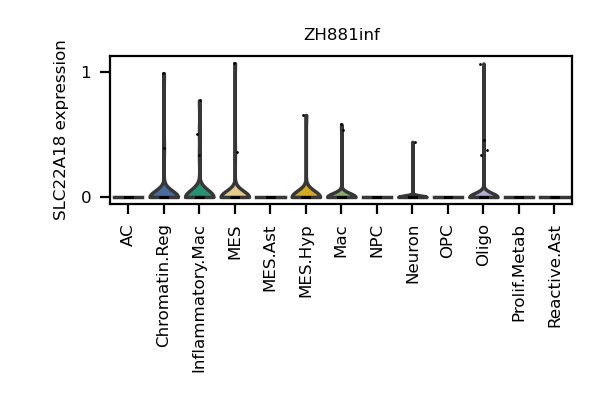 ZH881inf
SLC22A18 expression
1
0
AC
Chromatin.Reg
Inflammatory.Mac
MES
MES.Ast
MES.Hyp
Mac
NPC
Neuron
OPC
Oligo
Prolif.Metab
Reactive.Ast